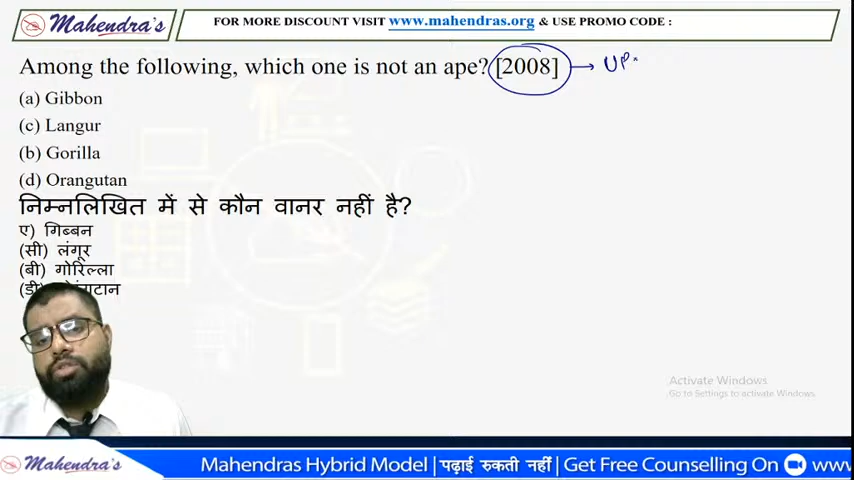 Mahendra's
FOR MORE DISCOUNT VISIT www.mahendras.org & USE PROMO CODE :
Among the following, which one is not an ape? [2008] → UP
(a) Gibbon
(c) Langur
(b) Gorilla
(d) Orangutan
निम्नलिखित में से कौन वानर नहीं है?
ए) गिब्बन
(सी) लंगूर
(बी) गोरिल्ला
(डी)
Activate Windows
Go to Settings to activate Windows.
Mahendra's
Mahendras Hybrid Model | पढ़ाई रुकती नहीं | Get Free Counselling On www